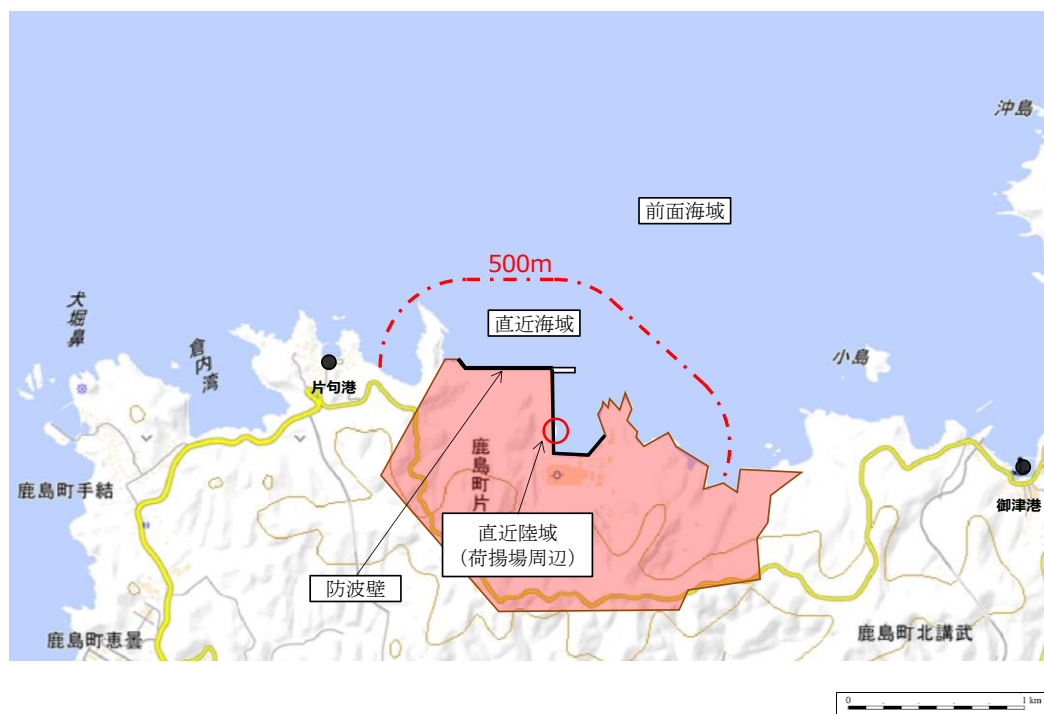 沖島
前面海域
500m
犬堀鼻
直近海域
倉内湾
小島
片句港
鹿島町片
鹿島町手結
御津港
直近陸域
(荷揚場周辺)
防波壁
鹿島町恵曇
鹿島町北講武
0
1 km